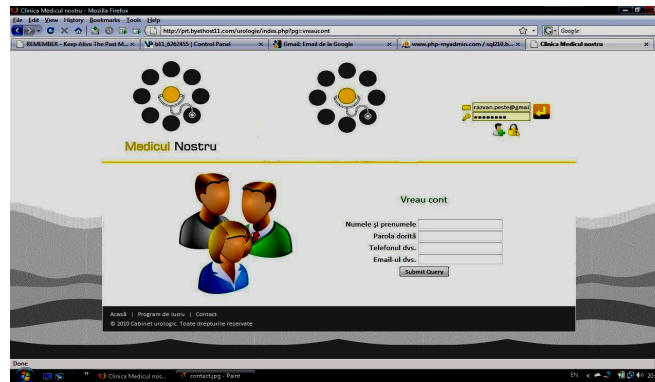 Clinica Medicul nostru - Mozilla Firefox
File Edit View History Bookmarks Tools Help
http://prt.byethost11.com/urologie/index.php?pg=vreaucont
Google
REMEMBER - Keep Alive The Past M...
b11_6262455 | Control Panel
Gmail: Email de la Google
www.php-myadmin.com / sql210.b...
Clinica Medicul nostru
razvan.peste@gmai
Medicul Nostru
Vreau cont
Numele și prenumele
Parola dorită
Telefonul dvs.
Email-ul dvs.
Submit Query
Acasă | Program de lucru | Contact
© 2010 Cabinet urologic. Toate drepturile rezervate
Done
Clinica Medicul nos...
contact.jpg - Paint
EN